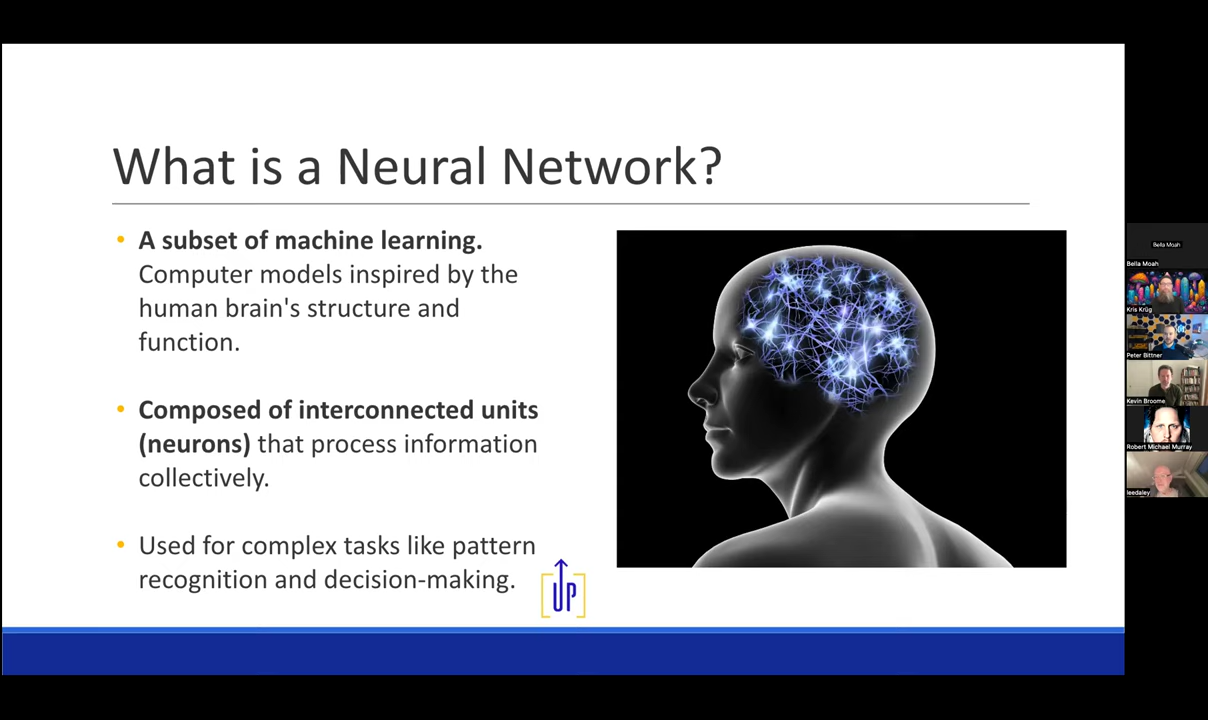 What is a Neural Network?
• A subset of machine learning.
Computer models inspired by the
human brain's structure and
function.
• Composed of interconnected units
(neurons) that process information
collectively.
• Used for complex tasks like pattern
recognition and decision-making.
UP
Bella Moah
Bella Moah
Kris Krüg
Peter Bittner
Kevin Broome
Robert Michael Murray
leedaley